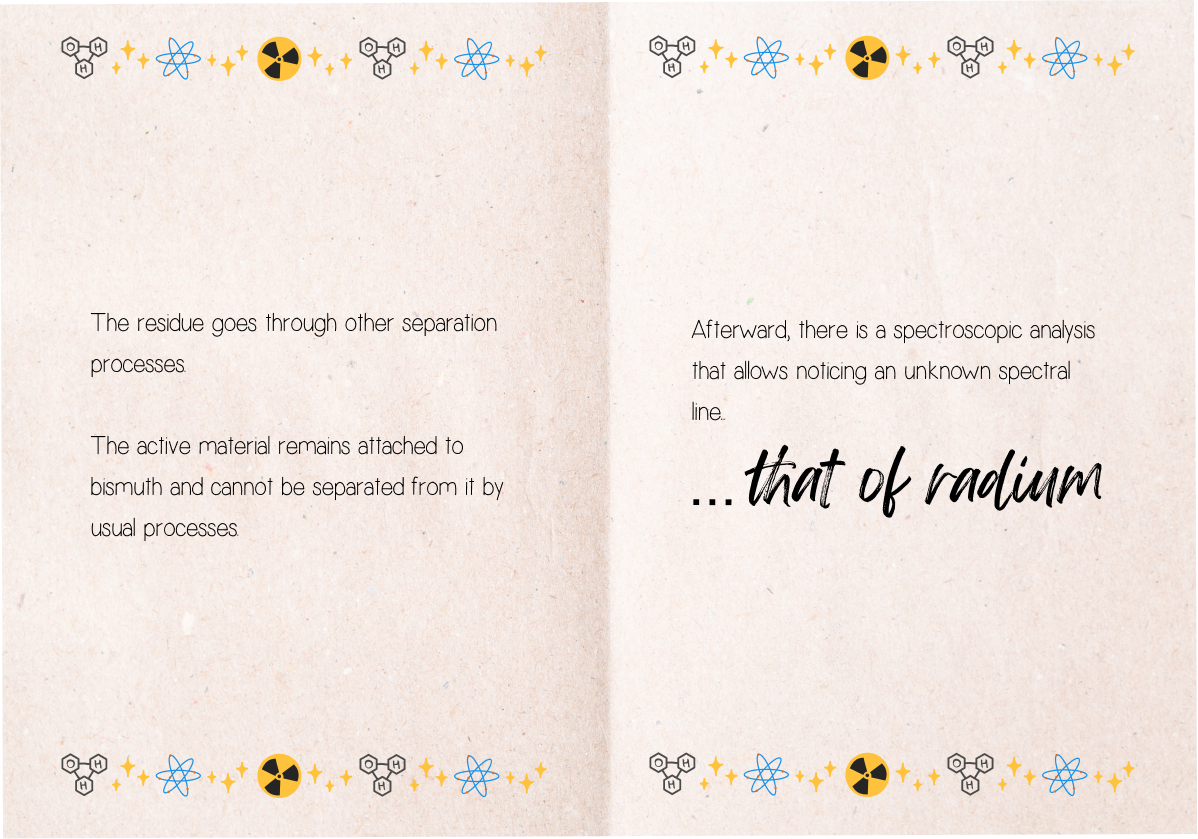 The residue goes through other separation
processes.
The active material remains attached to
bismuth and cannot be separated from it by
usual processes.
Afterward, there is a spectroscopic analysis
that allows noticing an unknown spectral
line..
...that of radium